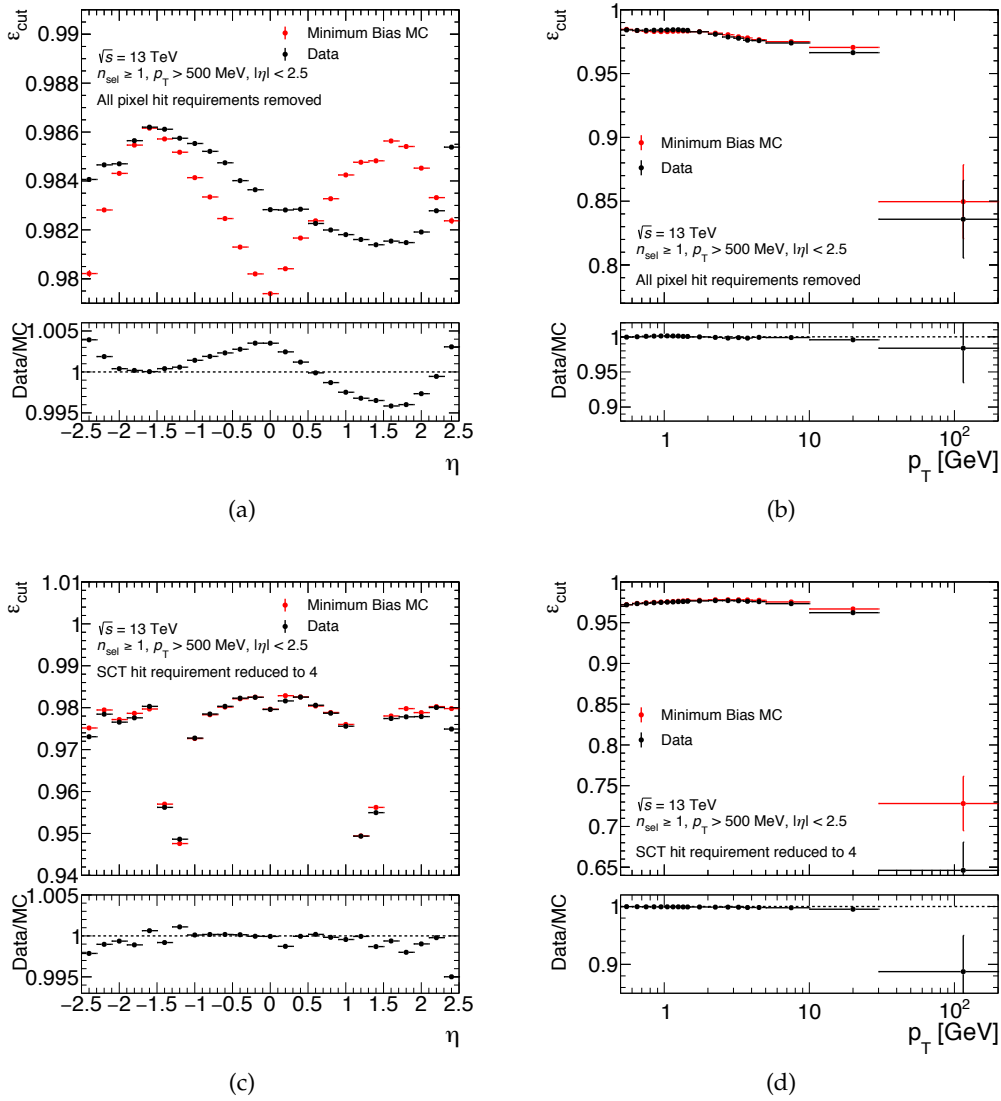 ε_cut
0.99
0.988
0.986
0.984
0.982
0.98
Minimum Bias MC
Data
√s = 13 TeV
n_sel ≥ 1, p_T > 500 MeV, |η| < 2.5
All pixel hit requirements removed
Data/MC
1.005
1
0.995
−2.5 −2 −1.5 −1 −0.5 0 0.5 1 1.5 2 2.5
η
(a)
ε_cut
1
0.95
0.9
0.85
0.8
Minimum Bias MC
Data
√s = 13 TeV
n_sel ≥ 1, p_T > 500 MeV, |η| < 2.5
All pixel hit requirements removed
Data/MC
1
0.95
0.9
1 10 10²
p_T [GeV]
(b)
ε_cut
1.01
1
0.99
0.98
0.97
0.96
0.95
0.94
Minimum Bias MC
Data
√s = 13 TeV
n_sel ≥ 1, p_T > 500 MeV, |η| < 2.5
SCT hit requirement reduced to 4
Data/MC
1.005
1
0.995
−2.5 −2 −1.5 −1 −0.5 0 0.5 1 1.5 2 2.5
η
(c)
ε_cut
1
0.95
0.9
0.85
0.8
0.75
0.7
0.65
Minimum Bias MC
Data
√s = 13 TeV
n_sel ≥ 1, p_T > 500 MeV, |η| < 2.5
SCT hit requirement reduced to 4
Data/MC
1
0.9
1 10 10²
p_T [GeV]
(d)